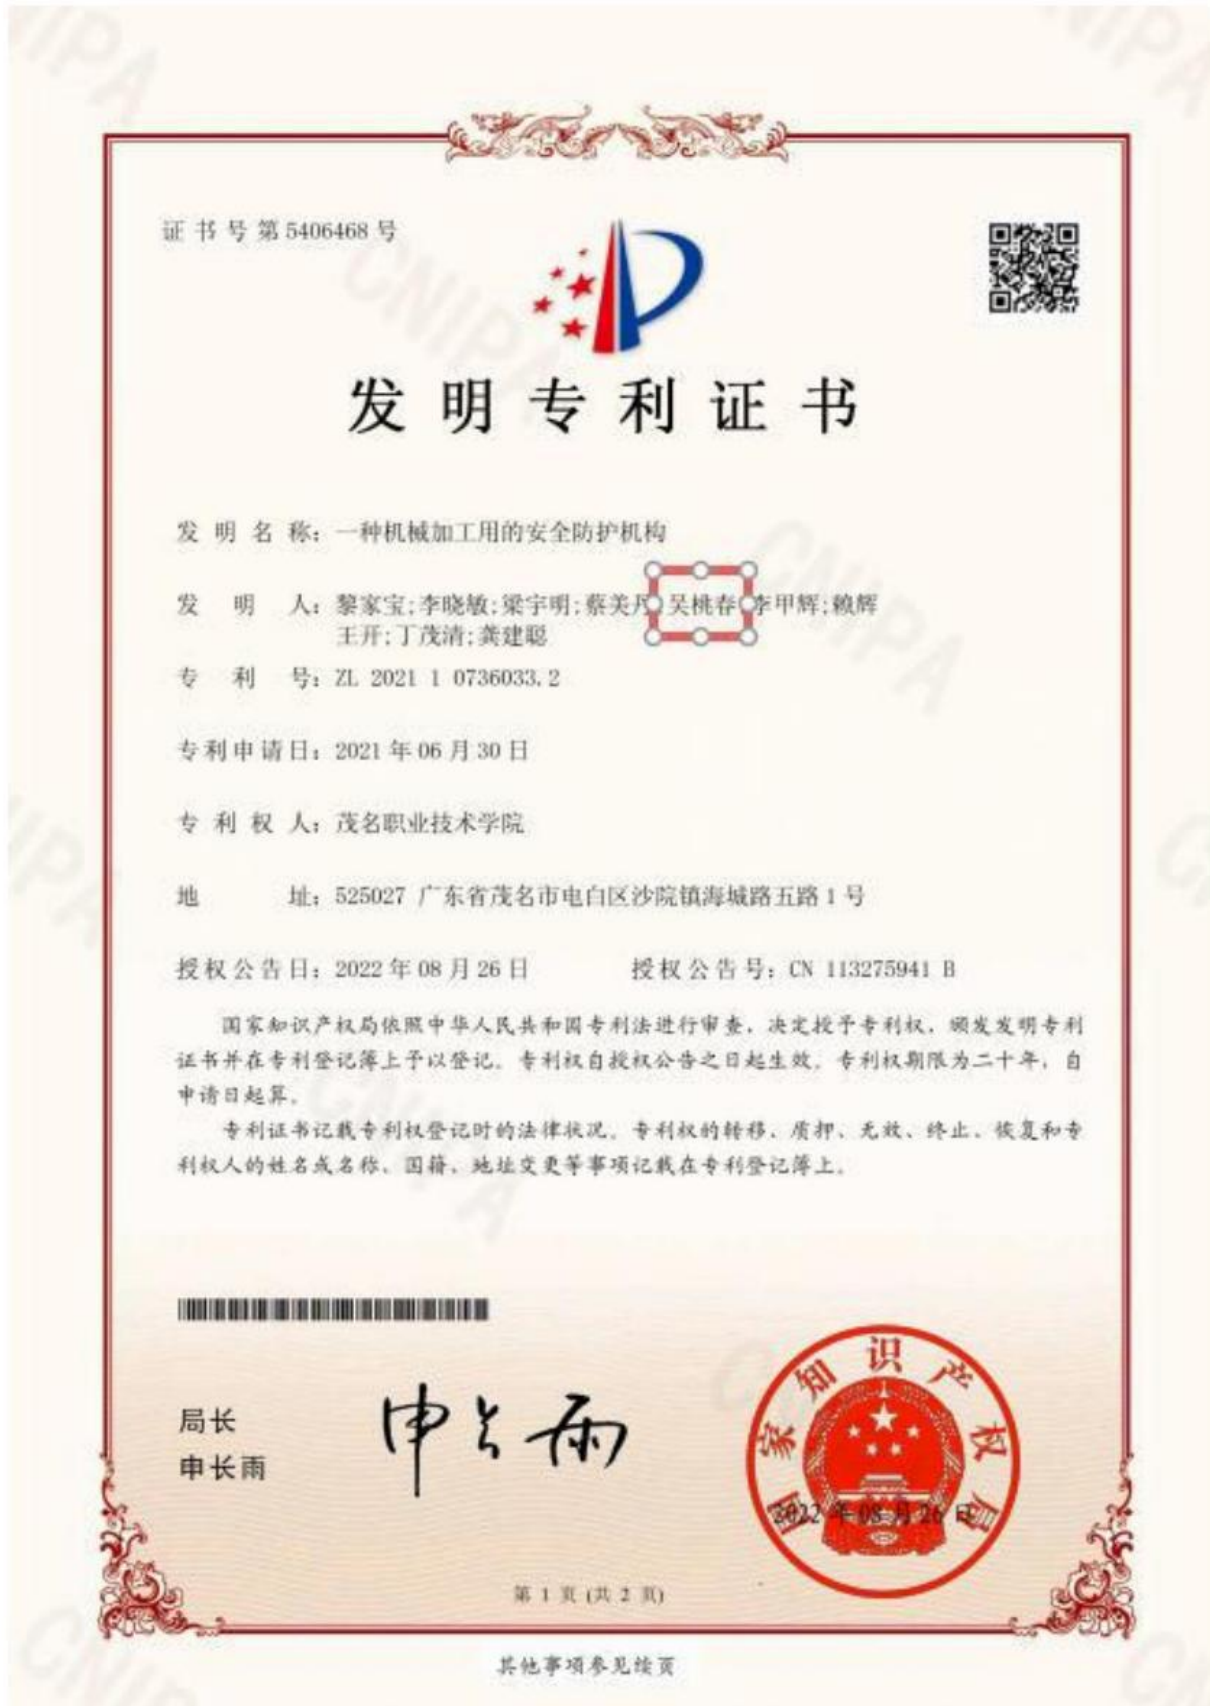 证书号第5406468号
发明专利证书
发明名称：一种机械加工用的安全防护机构
发明人：黎家宝;李晓敏;梁宇明;蔡美丹;吴桃春;李甲辉;赖辉
王开;丁茂清;龚建聪
专利号：ZL 2021 1 0736033.2
专利申请日：2021年06月30日
专利权人：茂名职业技术学院
地址：525027 广东省茂名市电白区沙院镇海城路五路1号
授权公告日：2022年08月26日 授权公告号：CN 113275941 B
国家知识产权局依照中华人民共和国专利法进行审查，决定授予专利权，颁发发明专利
证书并在专利登记簿上予以登记。专利权自授权公告之日起生效。专利权期限为二十年，自
申请日起算。
专利证书记载专利权登记时的法律状况。专利权的转移、质押、无效、终止、恢复和专
利权人的姓名或名称、国籍、地址变更等事项记载在专利登记簿上。
局长
申长雨
申长雨
国家知识产权局
2022年08月26日
第 1 页 (共 2 页)
其他事项参见续页
CNIPA